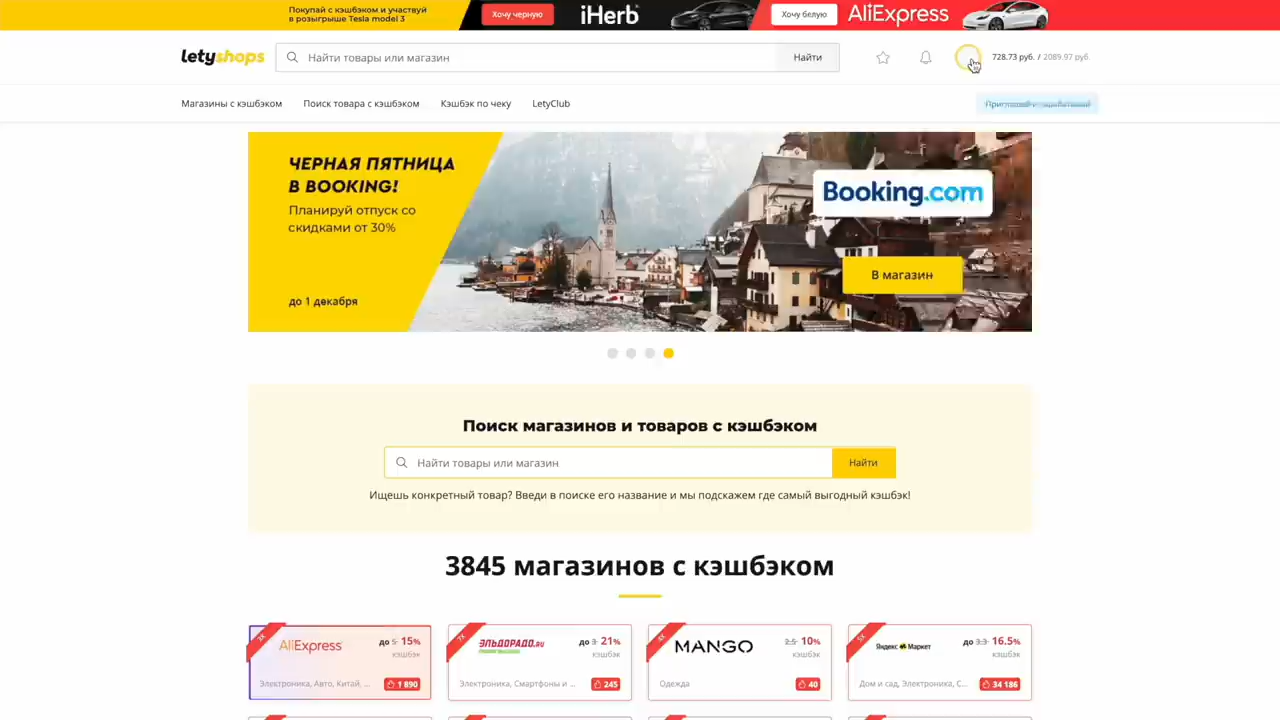 Покупай с кэшбэком и участвуй
в розыгрыше Tesla model 3
Хочу черную
iHerb
Хочу белую
AliExpress
letyshops
Найти товары или магазин
Найти
728.73 руб. / 2089.97 руб.
Магазины с кэшбэком
Поиск товара с кэшбэком
Кэшбэк по чеку
LetyClub
ЧЕРНАЯ ПЯТНИЦА
В BOOKING!
Планируй отпуск со
скидками от 30%
до 1 декабря
Booking.com
В магазин
Поиск магазинов и товаров с кэшбэком
Найти товары или магазин
Найти
Ищешь конкретный товар? Введи в поиске его название и мы подскажем где самый выгодный кэшбэк!
3845 магазинов с кэшбэком
3X
AliExpress
до 5 15%
кэшбэк
Электроника, Авто, Китай, ...
1 890
7X
ЭЛЬДОРАДО.RU
до 3 21%
кэшбэк
Электроника, Смартфоны и ...
245
4X
MANGO
2.5 10%
кэшбэк
Одежда
40
5X
Яндекс Маркет
до 3.3 16.5%
кэшбэк
Дом и сад, Электроника, С...
34 186